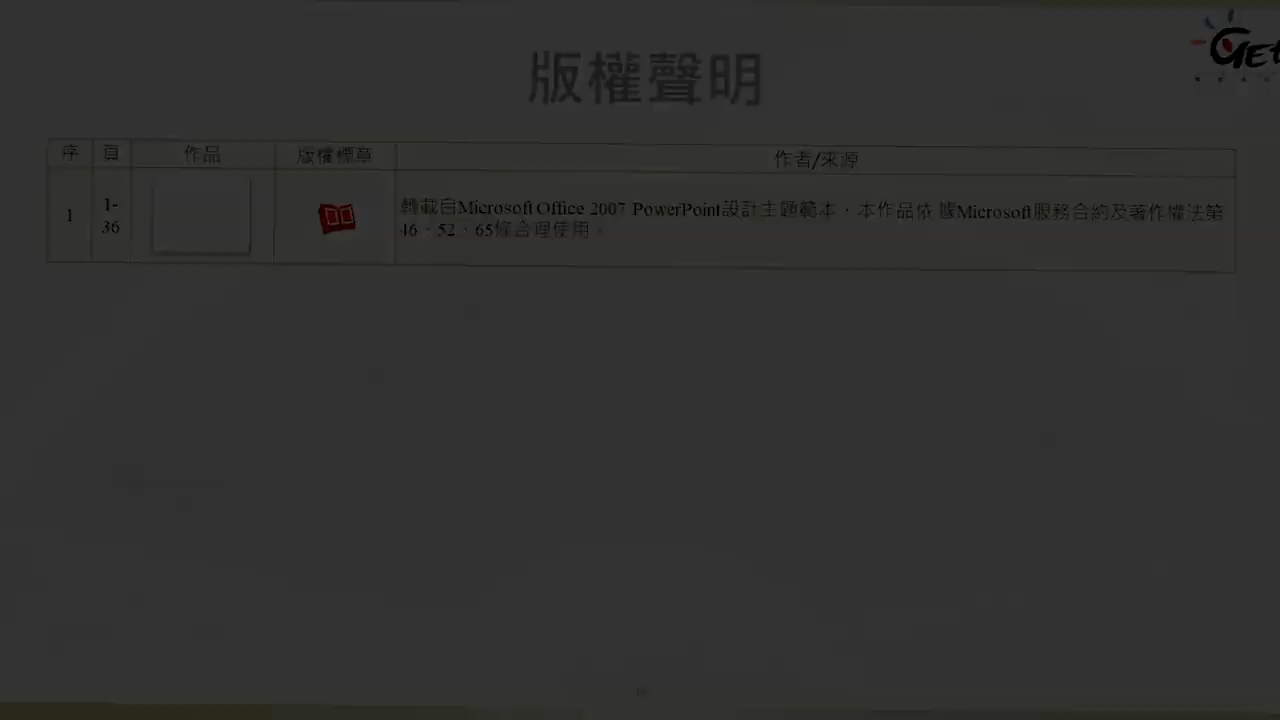 版權聲明
序 頁 作品 版權標章 作者/來源
1 1-36 轉載自Microsoft Office 2007 PowerPoint設計主題範本，本作品依據Microsoft服務合約及著作權法第
46、52、65條合理使用。